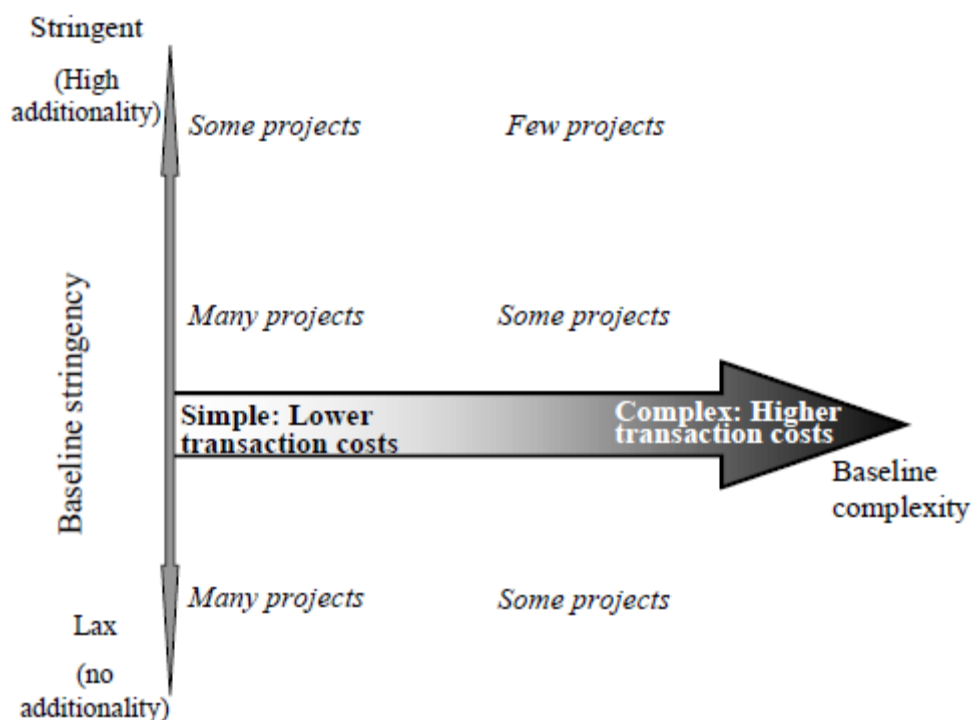 Stringent
(High
additionality)
Some projects
Few projects
Baseline stringency
Many projects
Some projects
Simple: Lower
transaction costs
Complex: Higher
transaction costs
Baseline
complexity
Many projects
Some projects
Lax
(no
additionality)